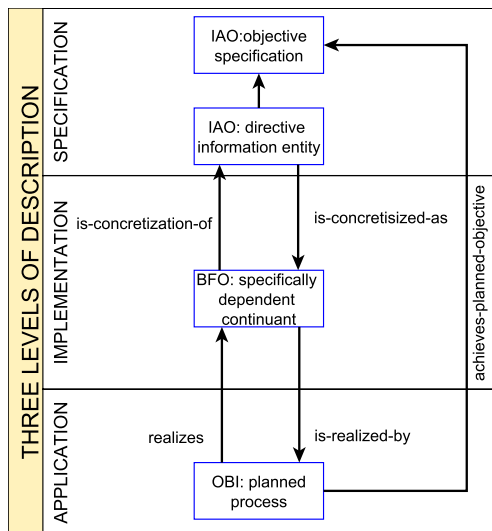 THREE LEVELS OF DESCRIPTION
SPECIFICATION
IAO:objective
specification
IAO: directive
information entity
IMPLEMENTATION
is-concretization-of
is-concretisized-as
BFO: specifically
dependent
continuant
achieves-planned-objective
APPLICATION
realizes
is-realized-by
OBI: planned
process